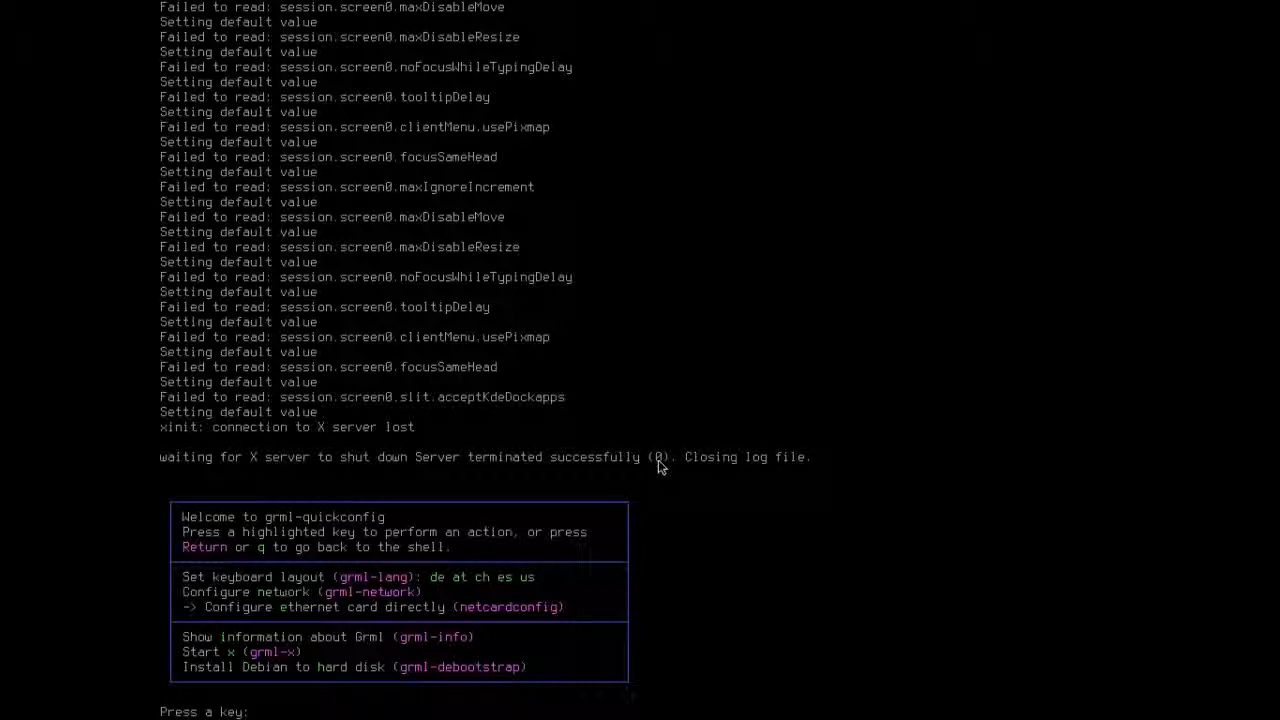 Failed to read: session.screen0.maxDisableMove
Setting default value
Failed to read: session.screen0.maxDisableResize
Setting default value
Failed to read: session.screen0.noFocusWhileTypingDelay
Setting default value
Failed to read: session.screen0.tooltipDelay
Setting default value
Failed to read: session.screen0.clientMenu.usePixmap
Setting default value
Failed to read: session.screen0.focusSameHead
Setting default value
Failed to read: session.screen0.maxIgnoreIncrement
Setting default value
Failed to read: session.screen0.maxDisableMove
Setting default value
Failed to read: session.screen0.maxDisableResize
Setting default value
Failed to read: session.screen0.noFocusWhileTypingDelay
Setting default value
Failed to read: session.screen0.tooltipDelay
Setting default value
Failed to read: session.screen0.clientMenu.usePixmap
Setting default value
Failed to read: session.screen0.focusSameHead
Setting default value
Failed to read: session.screen0.slit.acceptKdeDockapps
Setting default value
xinit: connection to X server lost
waiting for X server to shut down Server terminated successfully (0). Closing log file.
Welcome to grml-quickconfig
Press a highlighted key to perform an action, or press
Return or q to go back to the shell.
Set keyboard layout (grml-lang): de at ch es us
Configure network (grml-network)
-> Configure ethernet card directly (netcardconfig)
Show information about Grml (grml-info)
Start x (grml-x)
Install Debian to hard disk (grml-debootstrap)
Press a key: